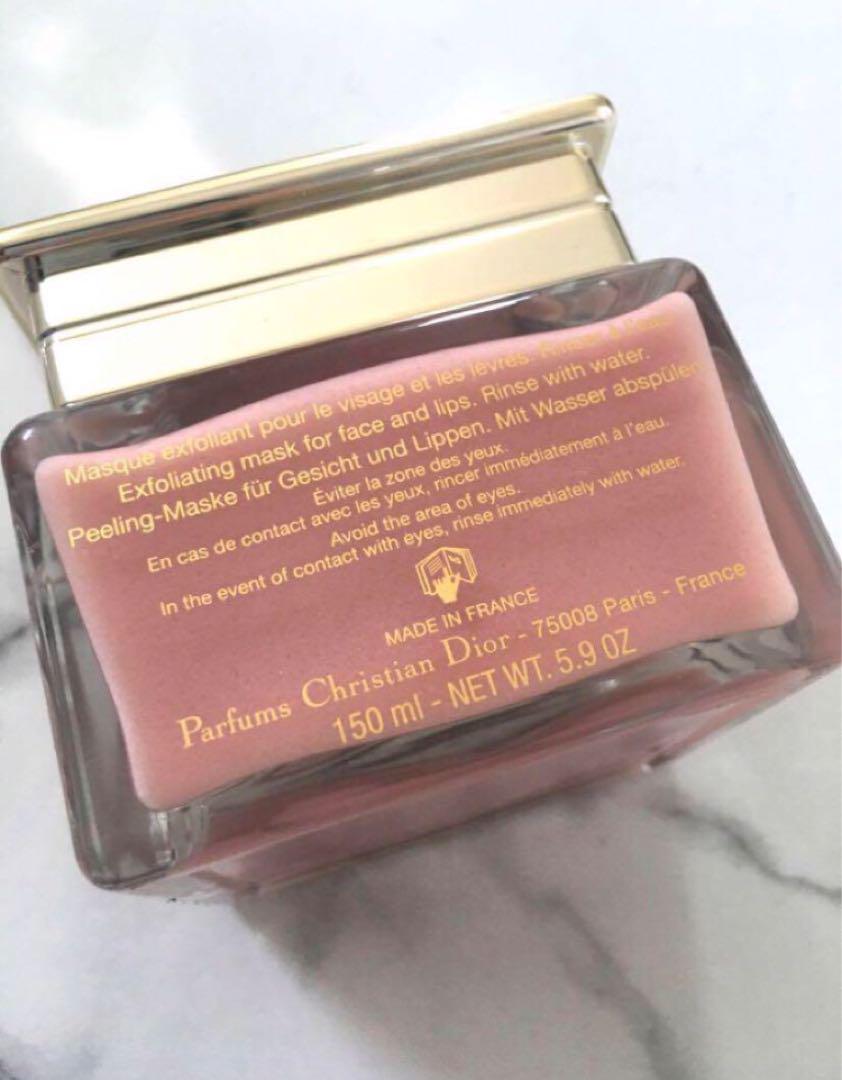 Masque exfoliant pour le visage et les lèvres. Rincer à l'eau.
Exfoliating mask for face and lips. Rinse with water.
Peeling-Maske für Gesicht und Lippen. Mit Wasser abspülen
Éviter la zone des yeux.
En cas de contact avec les yeux, rincer immédiatement à l'eau.
Avoid the area of eyes.
In the event of contact with eyes, rinse immediately with water.
MADE IN FRANCE
Parfums Christian Dior - 75008 Paris - France
150 ml - NET WT. 5.9 OZ